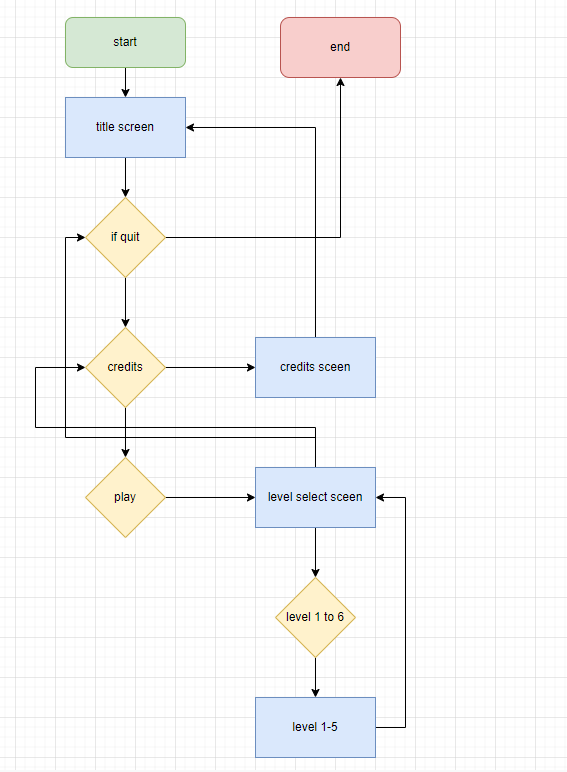 start
end
title screen
if quit
credits
credits sceen
play
level select sceen
level 1 to 6
level 1-5